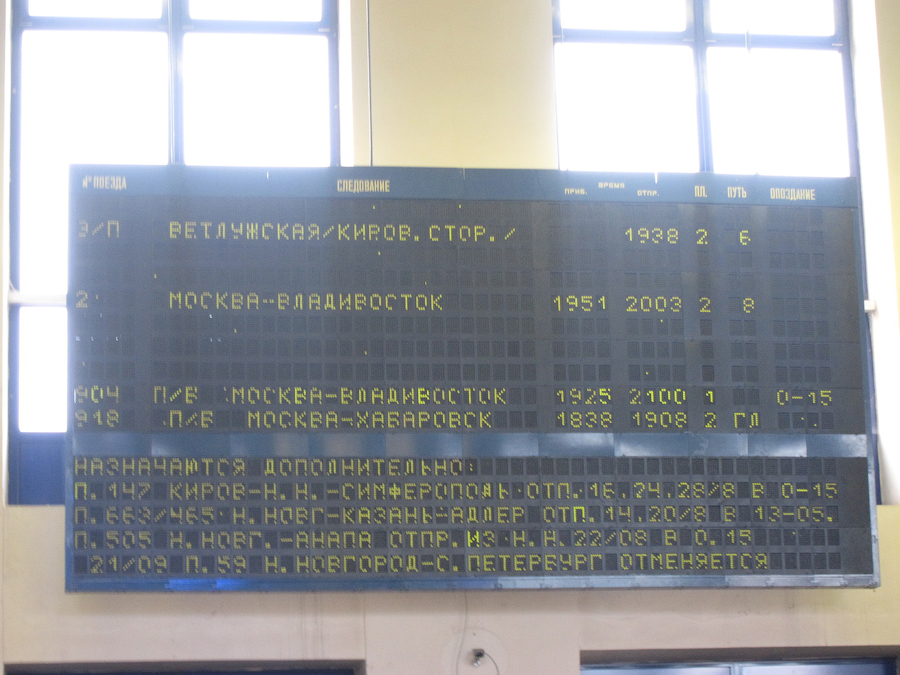 № ПОЕЗДА СЛЕДОВАНИЕ ПРИБ. ВРЕМЯ ОТПР. ПЛ. ПУТЬ ОПОЗДАНИЕ
Э/П ВЕТЛУЖСКАЯ/КИРОВ.СТОР./ 1938 2 6
2 МОСКВА-ВЛАДИВОСТОК 1951 2003 2 8
904 П/Б МОСКВА-ВЛАДИВОСТОК 1925 2100 1 0-15
918 П/Б МОСКВА-ХАБАРОВСК 1838 1908 2 ГЛ
НАЗНАЧАЮТСЯ ДОПОЛНИТЕЛЬНО:
П.147 КИРОВ-Н.Н.-СИМФЕРОПОЛЬ ОТП.16.24.28/8 В 0-15
П.663/465 Н.НОВГ-КАЗАНЬ-АДЛЕР ОТП.14.20/8 В 13-05.
П.505 Н.НОВГ.-АНАПА ОТПР.ИЗ Н.Н.22/08 В 0.15
21/09 П.59 Н.НОВГОРОД-С.ПЕТЕРБУРГ ОТМЕНЯЕТСЯ